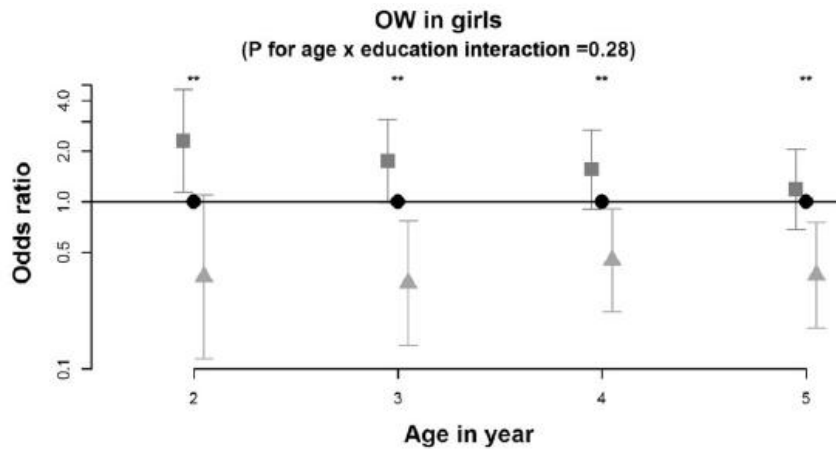 OW in girls
(P for age x education interaction =0.28)
** ** ** **
4.0
2.0
1.0
0.5
0.1
Odds ratio
2 3 4 5
Age in year